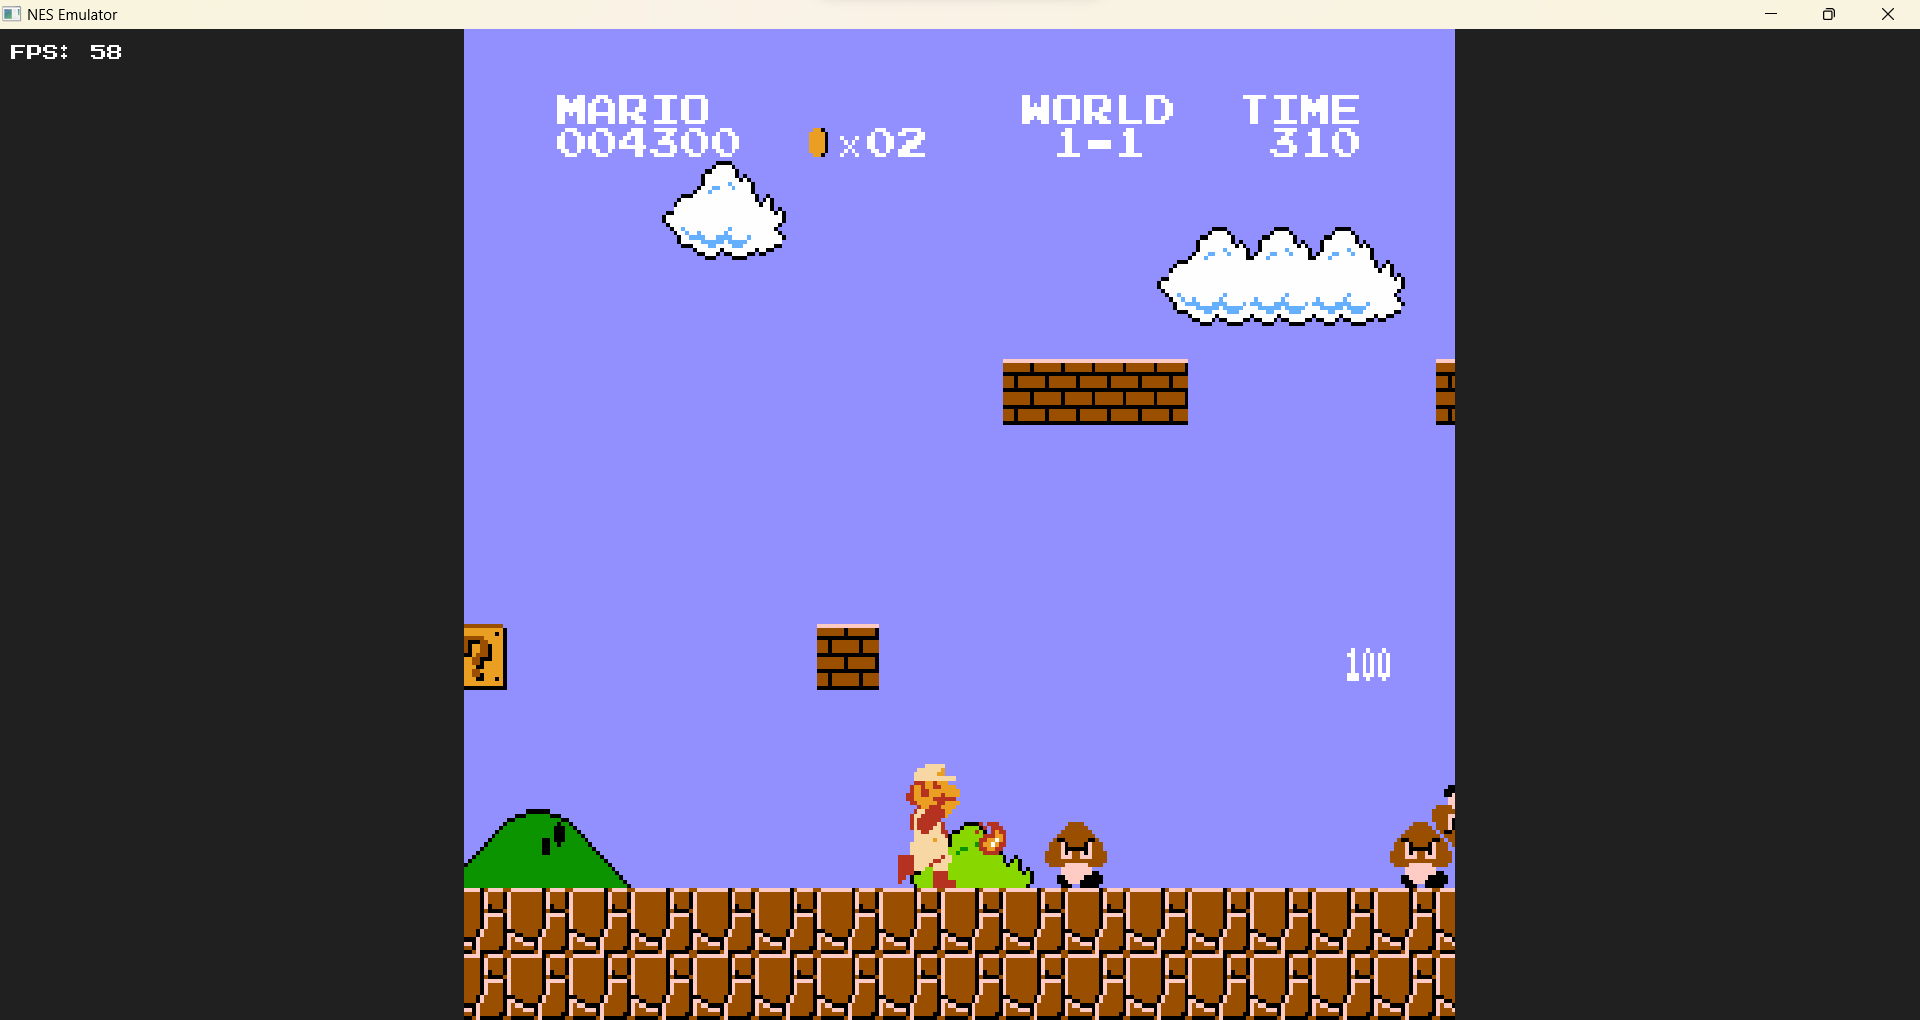 NES Emulator
FPS: 58
MARIO WORLD TIME
004300 x02 1-1 310
?
100